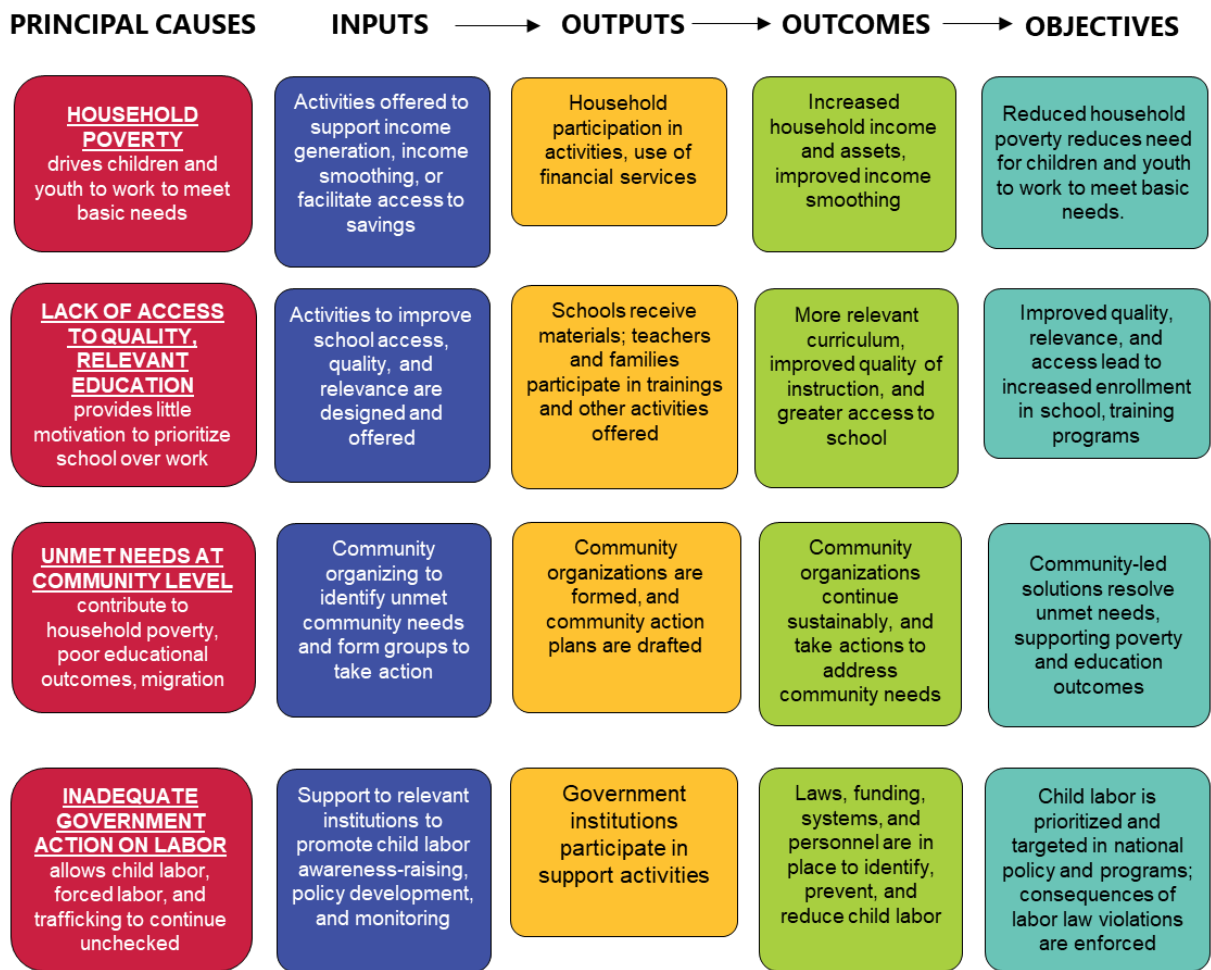 PRINCIPAL CAUSES
INPUTS
OUTPUTS
OUTCOMES
OBJECTIVES
HOUSEHOLD
POVERTY
drives children and
youth to work to meet
basic needs
Activities offered to
support income
generation, income
smoothing, or
facilitate access to
savings
Household
participation in
activities, use of
financial services
Increased
household income
and assets,
improved income
smoothing
Reduced household
poverty reduces need
for children and youth
to work to meet basic
needs.
LACK OF ACCESS
TO QUALITY,
RELEVANT
EDUCATION
provides little
motivation to prioritize
school over work
Activities to improve
school access,
quality, and
relevance are
designed and
offered
Schools receive
materials; teachers
and families
participate in trainings
and other activities
offered
More relevant
curriculum,
improved quality of
instruction, and
greater access to
school
Improved quality,
relevance, and
access lead to
increased enrollment
in school, training
programs
UNMET NEEDS AT
COMMUNITY LEVEL
contribute to
household poverty,
poor educational
outcomes, migration
Community
organizing to
identify unmet
community needs
and form groups to
take action
Community
organizations are
formed, and
community action
plans are drafted
Community
organizations
continue
sustainably, and
take actions to
address
community needs
Community-led
solutions resolve
unmet needs,
supporting poverty
and education
outcomes
INADEQUATE
GOVERNMENT
ACTION ON LABOR
allows child labor,
forced labor, and
trafficking to continue
unchecked
Support to relevant
institutions to
promote child labor
awareness-raising,
policy development,
and monitoring
Government
institutions
participate in
support activities
Laws, funding,
systems, and
personnel are in
place to identify,
prevent, and
reduce child labor
Child labor is
prioritized and
targeted in national
policy and programs;
consequences of
labor law violations
are enforced